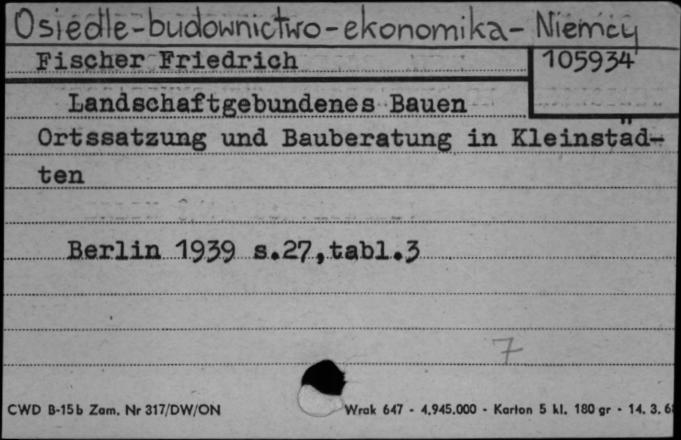 Osiedle-budownictwo-ekonomika-Niemcy
Fischer Friedrich
105934
Landschaftgebundenes Bauen
Ortssatzung und Bauberatung in Kleinstäd-
ten
Berlin 1939 s.27,tabl.3
7
CWD B-15b Zam. Nr 317/DW/ON
Wrak 647 - 4,945.000 - Karton 5 kl. 180 gr - 14. 3. 6